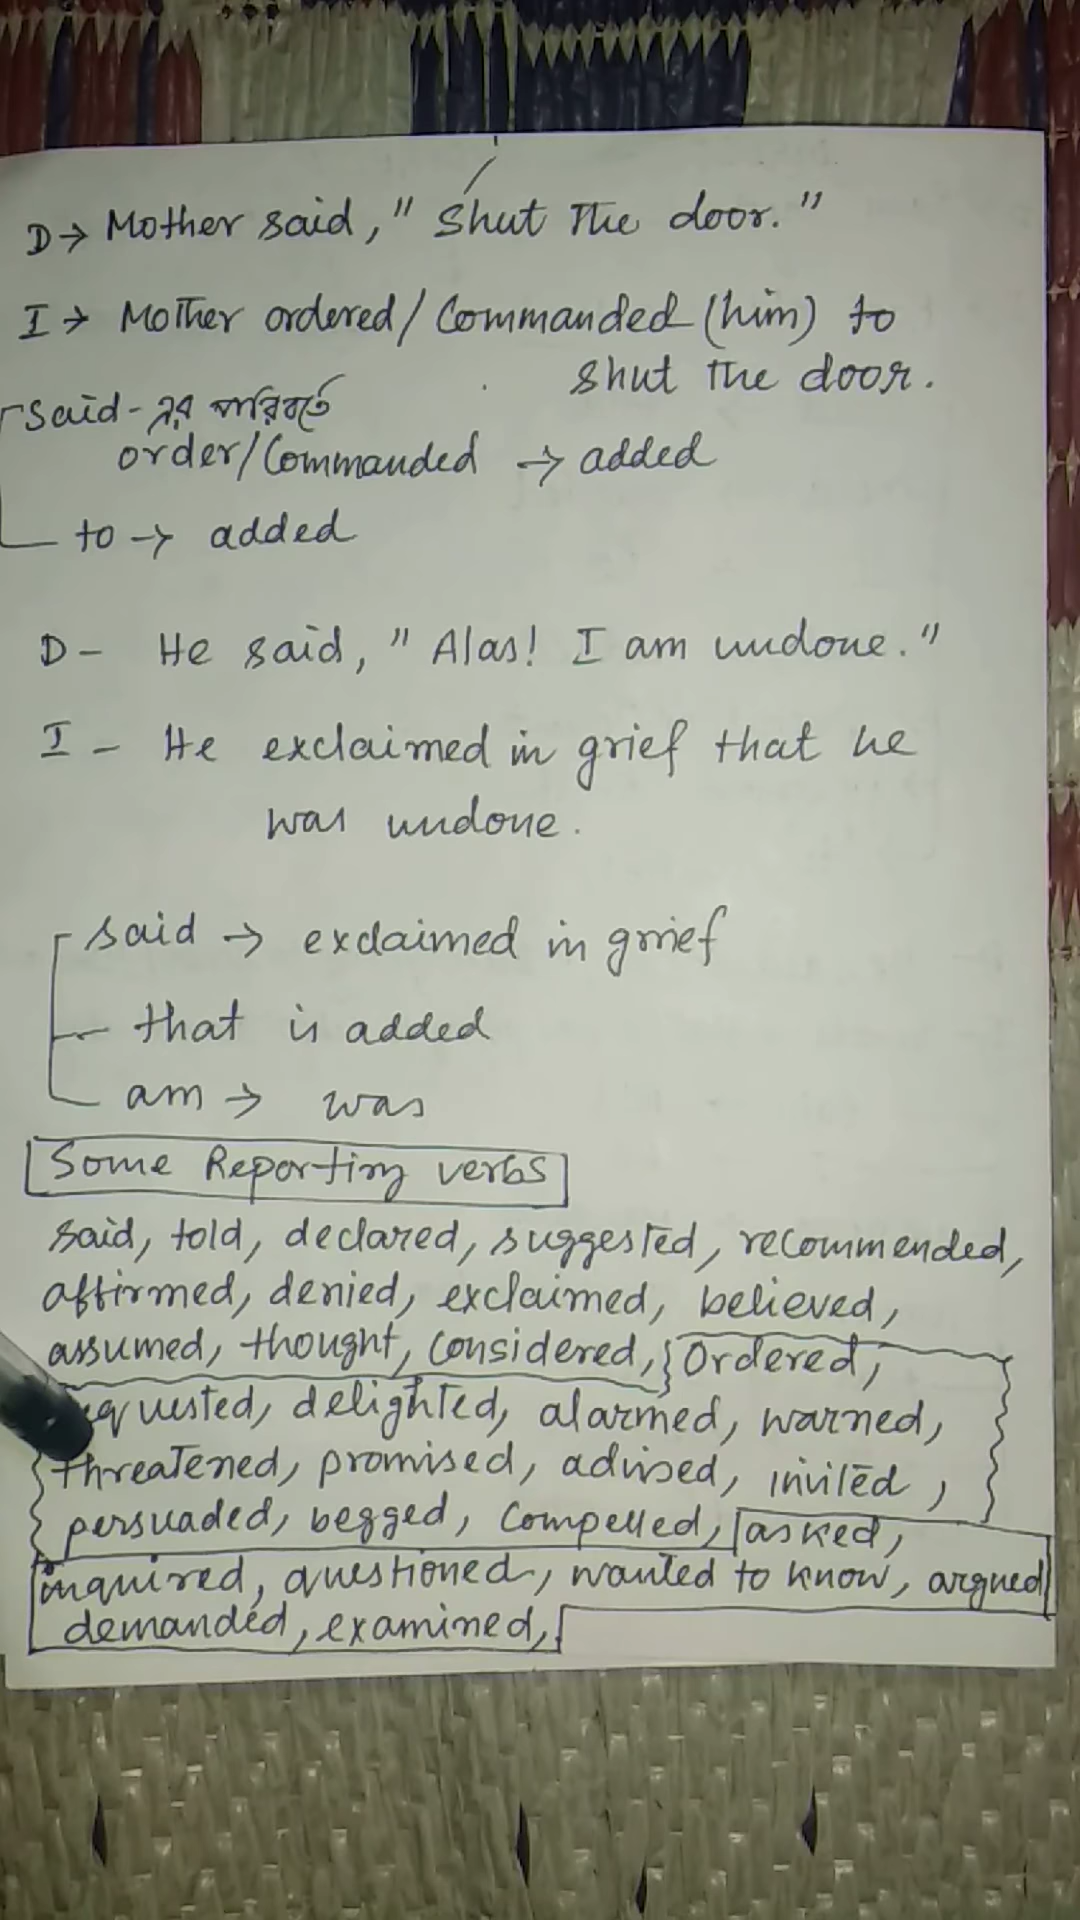 D → Mother said, " Shut The door. "
I → Mother ordered/ Commanded (him) to
shut the door.
said - এর পরিবর্তে
order/Commanded → added
to → added
D - He said, " Alas! I am undone. "
I - He exclaimed in grief that he
was undone.
said → exclaimed in grief
that is added
am → was
Some Reporting verbs
said, told, declared, suggested, recommended,
affirmed, denied, exclaimed, believed,
assumed, thought, considered, Ordered,
quested, delighted, alarmed, warned,
threatened, promised, advised, invited,
persuaded, begged, compelled, asked,
inquired, questioned, wanted to know, argued
demanded, examined,